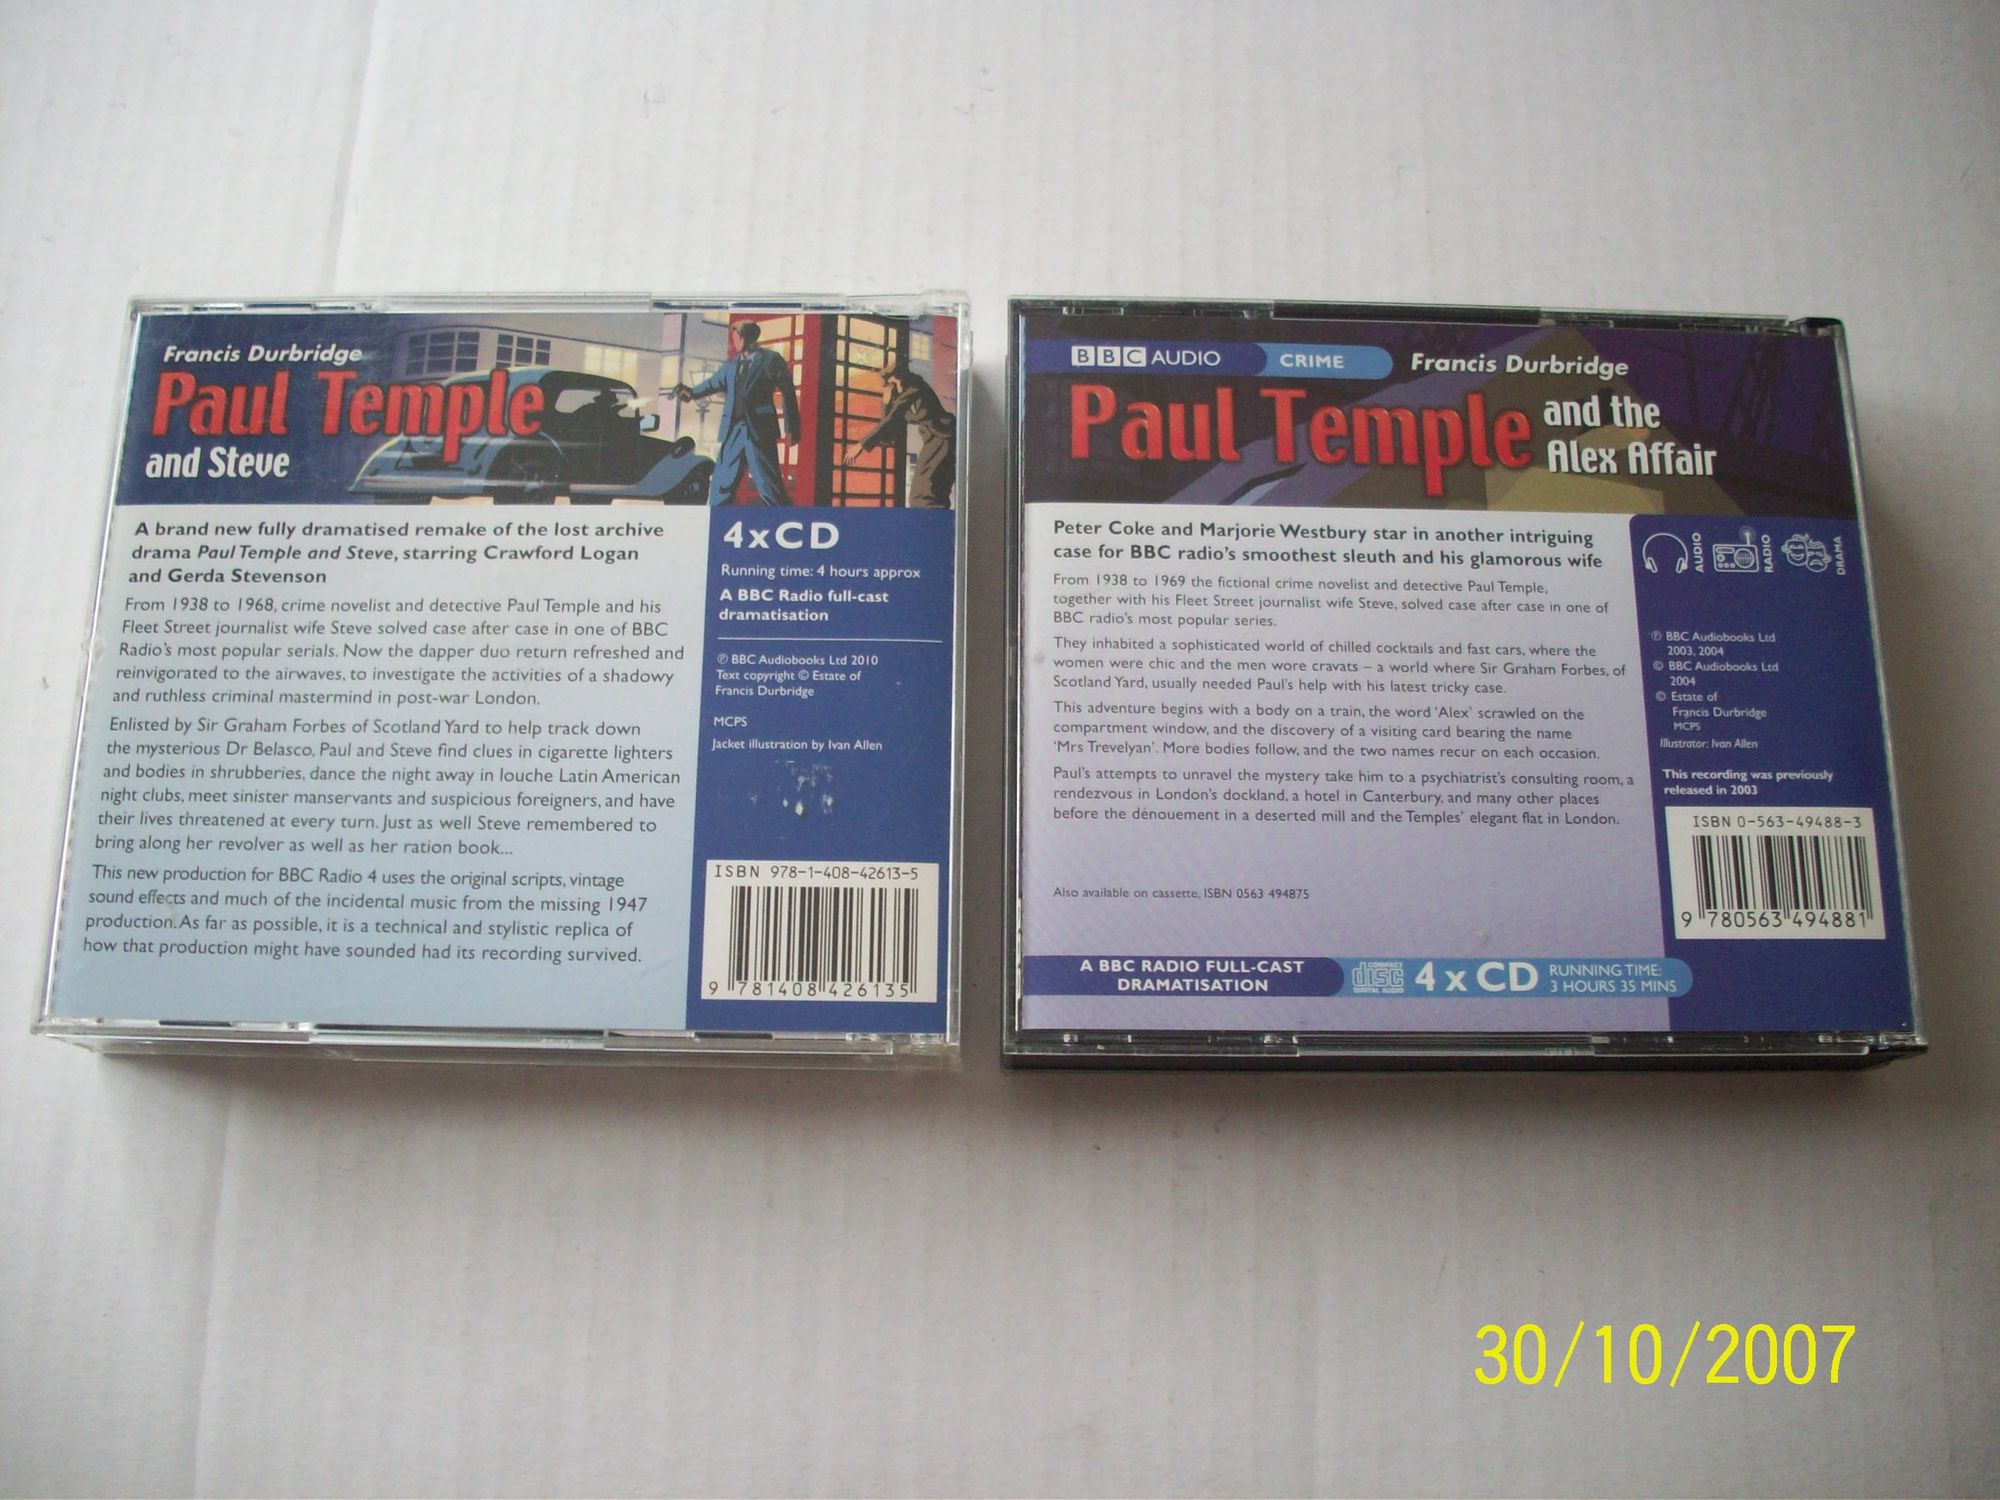 Francis Durbridge
Paul Temple
and Steve
A brand new fully dramatised remake of the lost archive
drama Paul Temple and Steve, starring Crawford Logan
and Gerda Stevenson
From 1938 to 1968, crime novelist and detective Paul Temple and his
Fleet Street journalist wife Steve solved case after case in one of BBC
Radio's most popular serials. Now the dapper duo return refreshed and
reinvigorated to the airwaves, to investigate the activities of a shadowy
and ruthless criminal mastermind in post-war London.
Enlisted by Sir Graham Forbes of Scotland Yard to help track down
the mysterious Dr Belasco, Paul and Steve find clues in cigarette lighters
and bodies in shrubberies, dance the night away in louche Latin American
night clubs, meet sinister manservants and suspicious foreigners, and have
their lives threatened at every turn. Just as well Steve remembered to
bring along her revolver as well as her ration book...
This new production for BBC Radio 4 uses the original scripts, vintage
sound effects and much of the incidental music from the missing 1947
production. As far as possible, it is a technical and stylistic replica of
how that production might have sounded had its recording survived.
4xCD
Running time: 4 hours approx
A BBC Radio full-cast
dramatisation
℗ BBC Audiobooks Ltd 2010
Text copyright © Estate of
Francis Durbridge
MCPS
Jacket illustration by Ivan Allen
ISBN 978-1-408-42613-5
9 781408 426135
BBC AUDIO CRIME Francis Durbridge
Paul Temple and the
Alex Affair
Peter Coke and Marjorie Westbury star in another intriguing
case for BBC radio's smoothest sleuth and his glamorous wife
From 1938 to 1969 the fictional crime novelist and detective Paul Temple,
together with his Fleet Street journalist wife Steve, solved case after case in one of
BBC radio's most popular series.
They inhabited a sophisticated world of chilled cocktails and fast cars, where the
women were chic and the men wore cravats – a world where Sir Graham Forbes, of
Scotland Yard, usually needed Paul's help with his latest tricky case.
This adventure begins with a body on a train, the word 'Alex' scrawled on the
compartment window, and the discovery of a visiting card bearing the name
'Mrs Trevelyan'. More bodies follow, and the two names recur on each occasion.
Paul's attempts to unravel the mystery take him to a psychiatrist's consulting room, a
rendezvous in London's dockland, a hotel in Canterbury, and many other places
before the dénouement in a deserted mill and the Temples' elegant flat in London.
Also available on cassette, ISBN 0563 494875
A BBC RADIO FULL-CAST
DRAMATISATION
COMPACT
disc
DIGITAL AUDIO
4 x CD
RUNNING TIME:
3 HOURS 35 MINS
AUDIO
RADIO
DRAMA
℗ BBC Audiobooks Ltd
2003, 2004
© BBC Audiobooks Ltd
2004
© Estate of
Francis Durbridge
MCPS
Illustrator: Ivan Allen
This recording was previously
released in 2003
ISBN 0-563-49488-3
9 780563 494881
30/10/2007